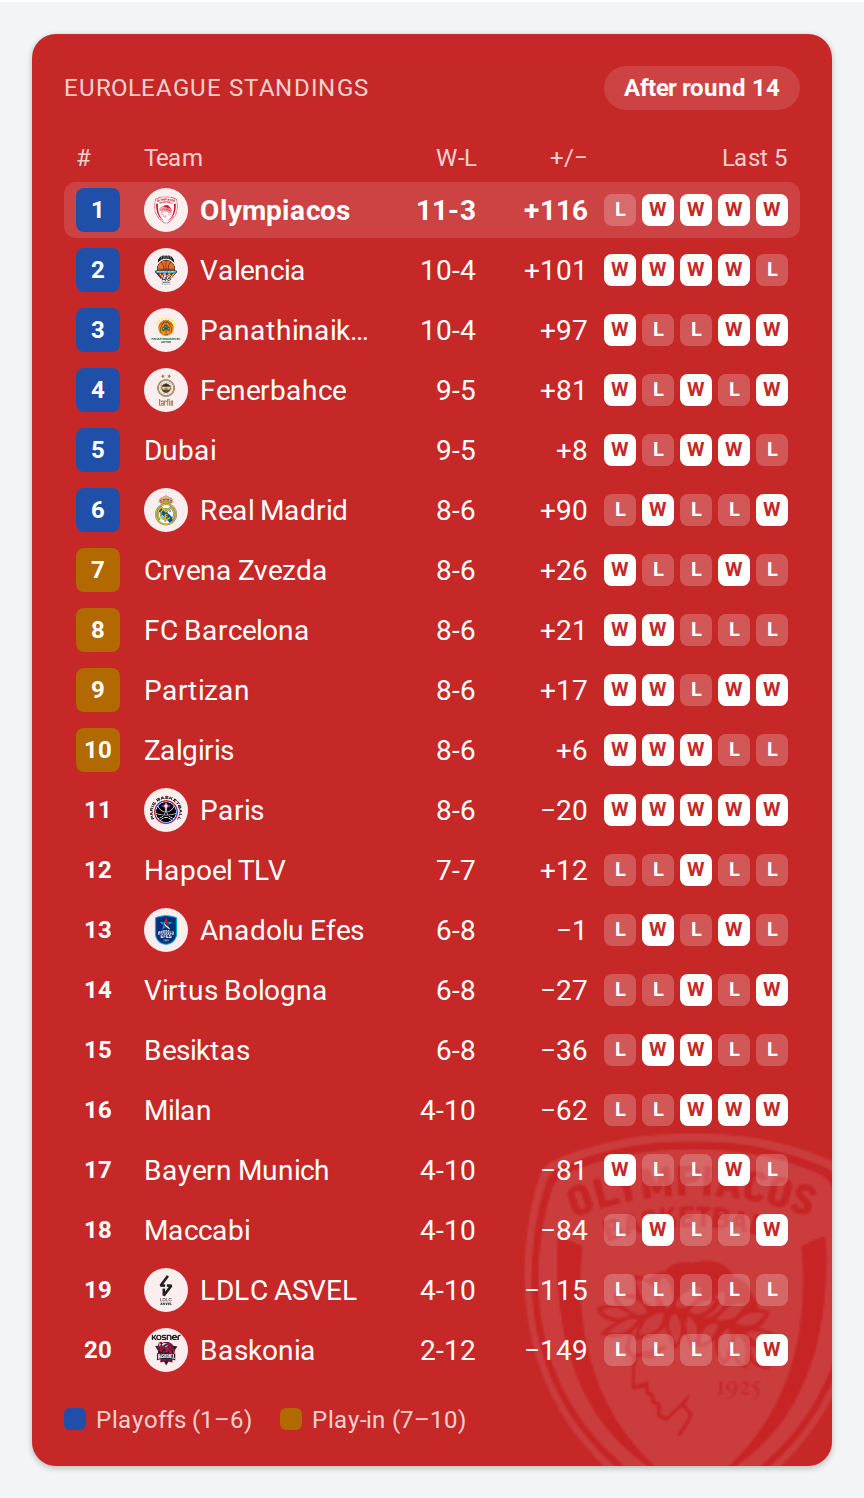 EUROLEAGUE STANDINGS After round 14
# Team W-L +/− Last 5
1 Olympiacos 11-3 +116 L W W W W
2 Valencia 10-4 +101 W W W W L
3 Panathinaik... 10-4 +97 W L L W W
4 Fenerbahce 9-5 +81 W L W L W
5 Dubai 9-5 +8 W L W W L
6 Real Madrid 8-6 +90 L W L L W
7 Crvena Zvezda 8-6 +26 W L L W L
8 FC Barcelona 8-6 +21 W W L L L
9 Partizan 8-6 +17 W W L W W
10 Zalgiris 8-6 +6 W W W L L
11 Paris 8-6 −20 W W W W W
12 Hapoel TLV 7-7 +12 L L W L L
13 Anadolu Efes 6-8 −1 L W L W L
14 Virtus Bologna 6-8 −27 L L W L W
15 Besiktas 6-8 −36 L W W L L
16 Milan 4-10 −62 L L W W W
17 Bayern Munich 4-10 −81 W L L W L
18 Maccabi 4-10 −84 L W L L W
19 LDLC ASVEL 4-10 −115 L L L L L
20 Baskonia 2-12 −149 L L L L W
Playoffs (1–6) Play-in (7–10)
OLYMPIACOS
1925